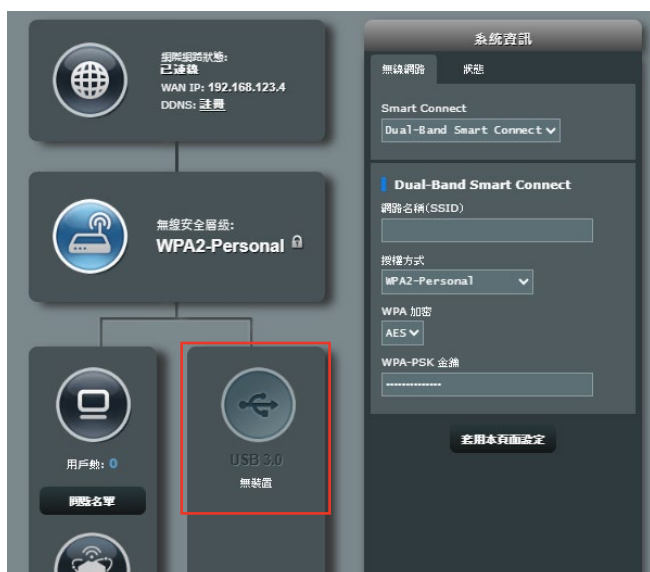 網際網路狀態:
已連線
WAN IP: 192.168.123.4
DDNS: 註冊
無線安全層級:
WPA2-Personal
用戶數: 0
閱覽名單
USB 3.0
無裝置
系統資訊
無線網路
狀態
Smart Connect
Dual-Band Smart Connect
Dual-Band Smart Connect
網路名稱(SSID)
授權方式
WPA2-Personal
WPA 加密
AES
WPA-PSK 金鑰
套用本頁面設定